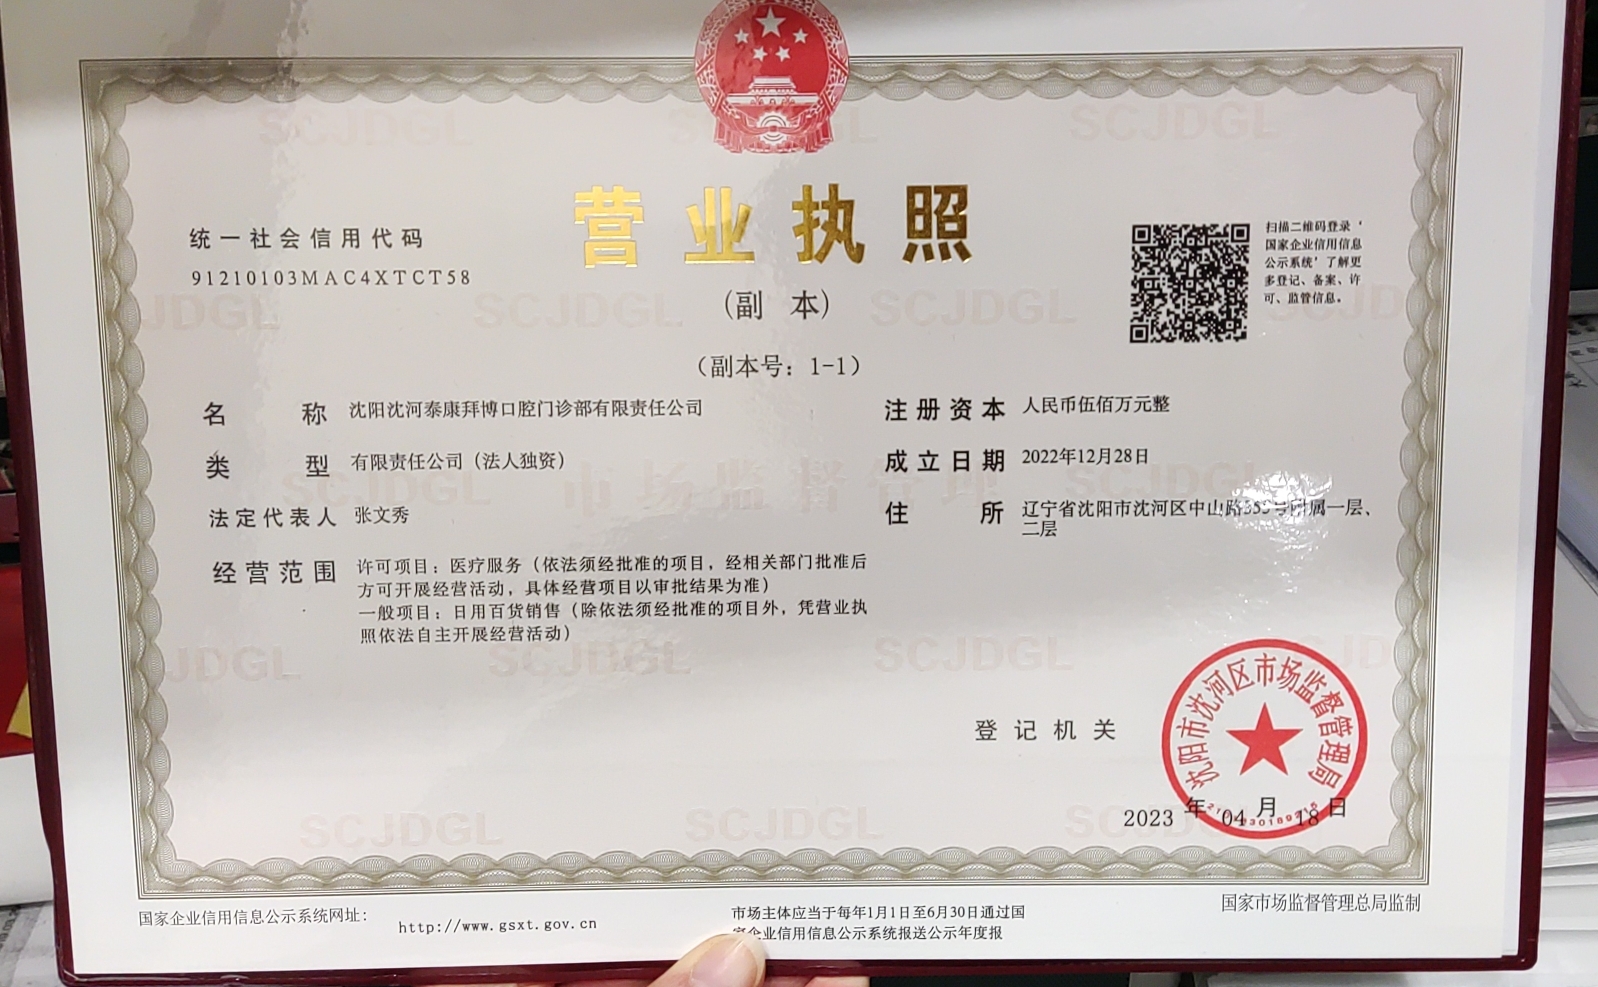 营业执照
(副 本)
(副本号: 1-1)
统一社会信用代码
91210103MAC4XTCT58
扫描二维码登录‘
国家企业信用信息
公示系统’了解更
多登记、备案、许
可、监管信息。
名 称 沈阳沈河泰康拜博口腔门诊部有限责任公司
类 型 有限责任公司（法人独资）
法定代表人 张文秀
经营范围 许可项目：医疗服务（依法须经批准的项目，经相关部门批准后
方可开展经营活动，具体经营项目以审批结果为准）
一般项目：日用百货销售（除依法须经批准的项目外，凭营业执
照依法自主开展经营活动）
注册资本 人民币伍佰万元整
成立日期 2022年12月28日
住 所 辽宁省沈阳市沈河区中山路号附属一层、
二层
登记机关
沈阳市沈河区市场监督管理局
2023 年 04 月 18 日
国家企业信用信息公示系统网址：
http://www.gsxt.gov.cn
市场主体应当于每年1月1日至6月30日通过国
家企业信用信息公示系统报送公示年度报
国家市场监督管理总局监制
SCJDGL
市场监督管理